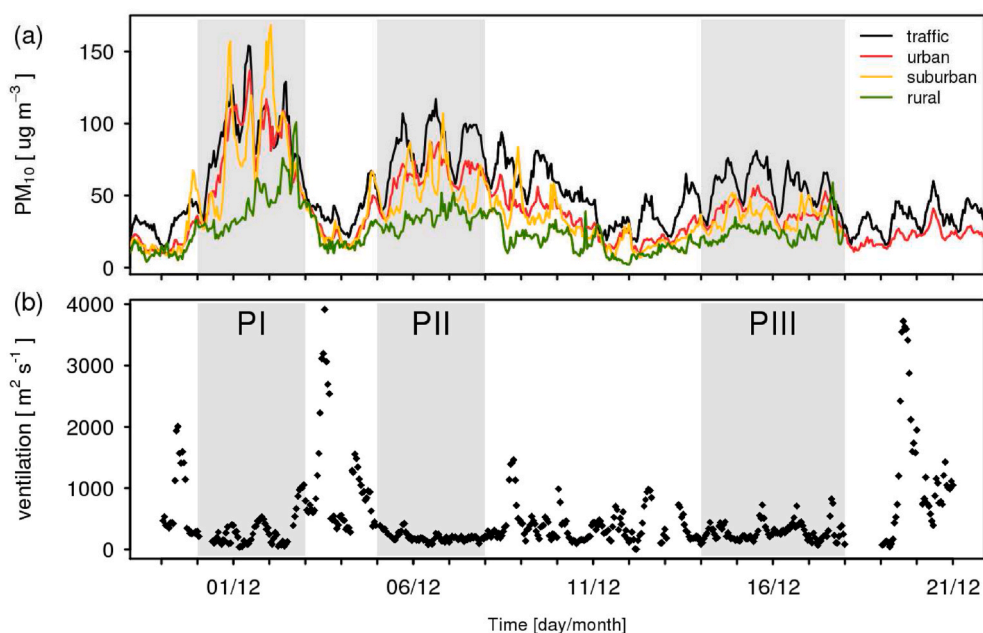 (a)
PM10 [ ug m−3 ]
150
100
50
0
traffic
urban
suburban
rural
(b)
ventilation [ m2 s-1 ]
4000
3000
2000
1000
0
PI
PII
PIII
01/12
06/12
11/12
16/12
21/12
Time [day/month]